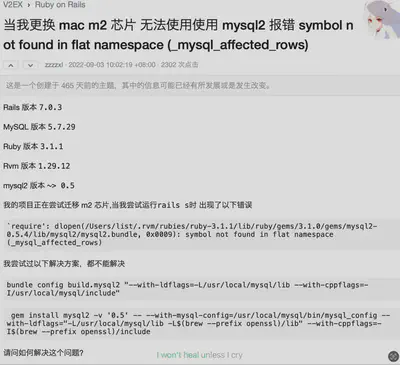 V2EX › Ruby on Rails
当我更换 mac m2 芯片 无法使用使用 mysql2 报错 symbol n
ot found in flat namespace (_mysql_affected_rows)
zzzzxl · 2022-09-03 10:02:19 +08:00 · 2302 次点击
这是一个创建于 465 天前的主题，其中的信息可能已经有所发展或是发生改变。
Rails 版本 7.0.3
MySQL 版本 5.7.29
Ruby 版本 3.1.1
Rvm 版本 1.29.12
mysql2 版本 ~> 0.5
我的项目正在尝试迁移 m2 芯片,当我尝试运行rails s时 出现了以下错误
`require': dlopen(/Users/list/.rvm/rubies/ruby-3.1.1/lib/ruby/gems/3.1.0/gems/mysql2-
0.5.4/lib/mysql2/mysql2.bundle, 0x0009): symbol not found in flat namespace
(_mysql_affected_rows)
我尝试过以下解决方案，都不能解决
bundle config build.mysql2 "--with-ldflags=-L/usr/local/mysql/lib --with-cppflags=-
I/usr/local/mysql/include"
gem install mysql2 -v '0.5' -- --with-mysql-config=/usr/local/mysql/bin/mysql_config --
with-ldflags="-L/usr/local/mysql/lib -L$(brew --prefix openssl)/lib" --with-cppflags=-
I$(brew --prefix openssl)/include
请问如何解决这个问题?
I won't heal unless I cry